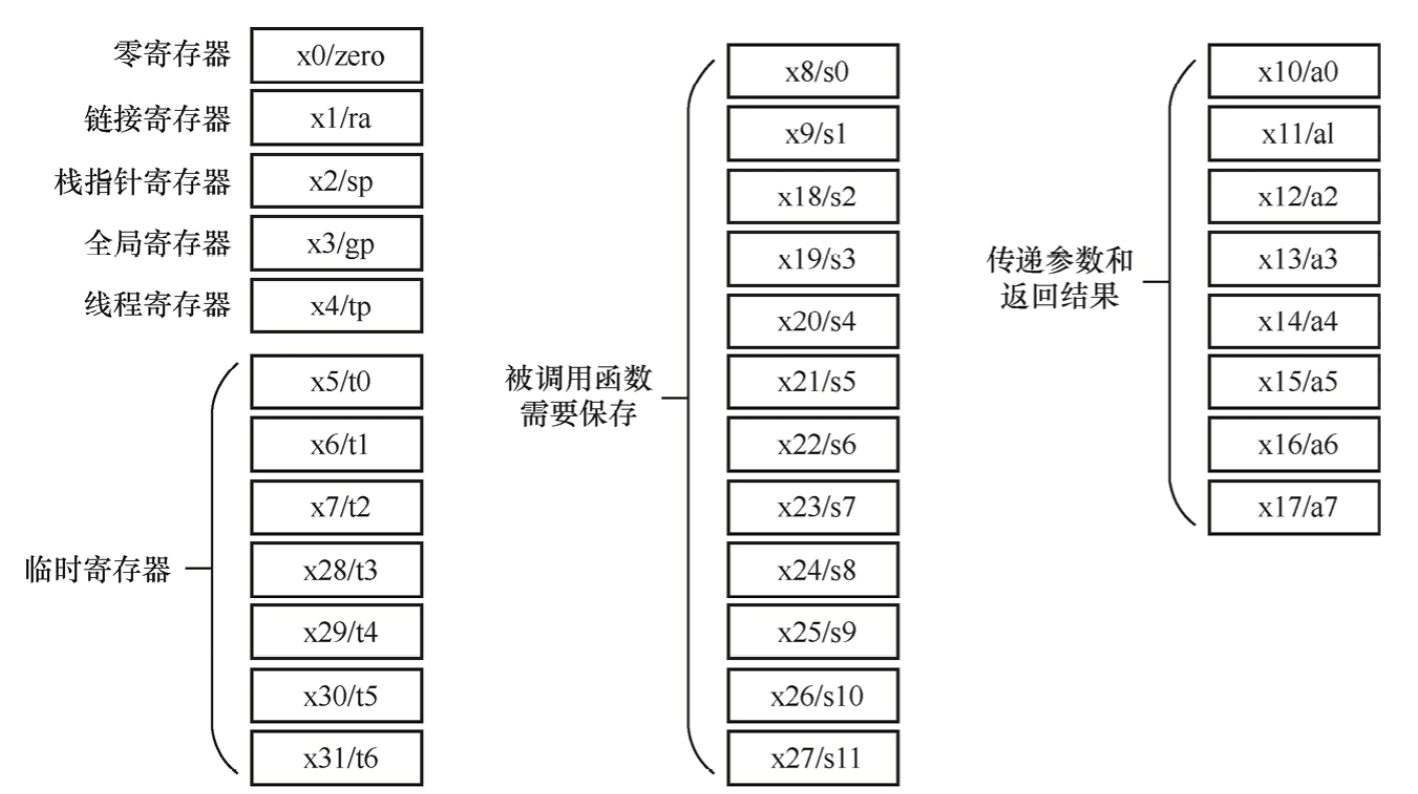 零寄存器
x0/zero
链接寄存器
x1/ra
栈指针寄存器
x2/sp
全局寄存器
x3/gp
线程寄存器
x4/tp
临时寄存器
x5/t0
x6/t1
x7/t2
x28/t3
x29/t4
x30/t5
x31/t6
被调用函数
需要保存
x8/s0
x9/s1
x18/s2
x19/s3
x20/s4
x21/s5
x22/s6
x23/s7
x24/s8
x25/s9
x26/s10
x27/s11
传递参数和
返回结果
x10/a0
x11/al
x12/a2
x13/a3
x14/a4
x15/a5
x16/a6
x17/a7